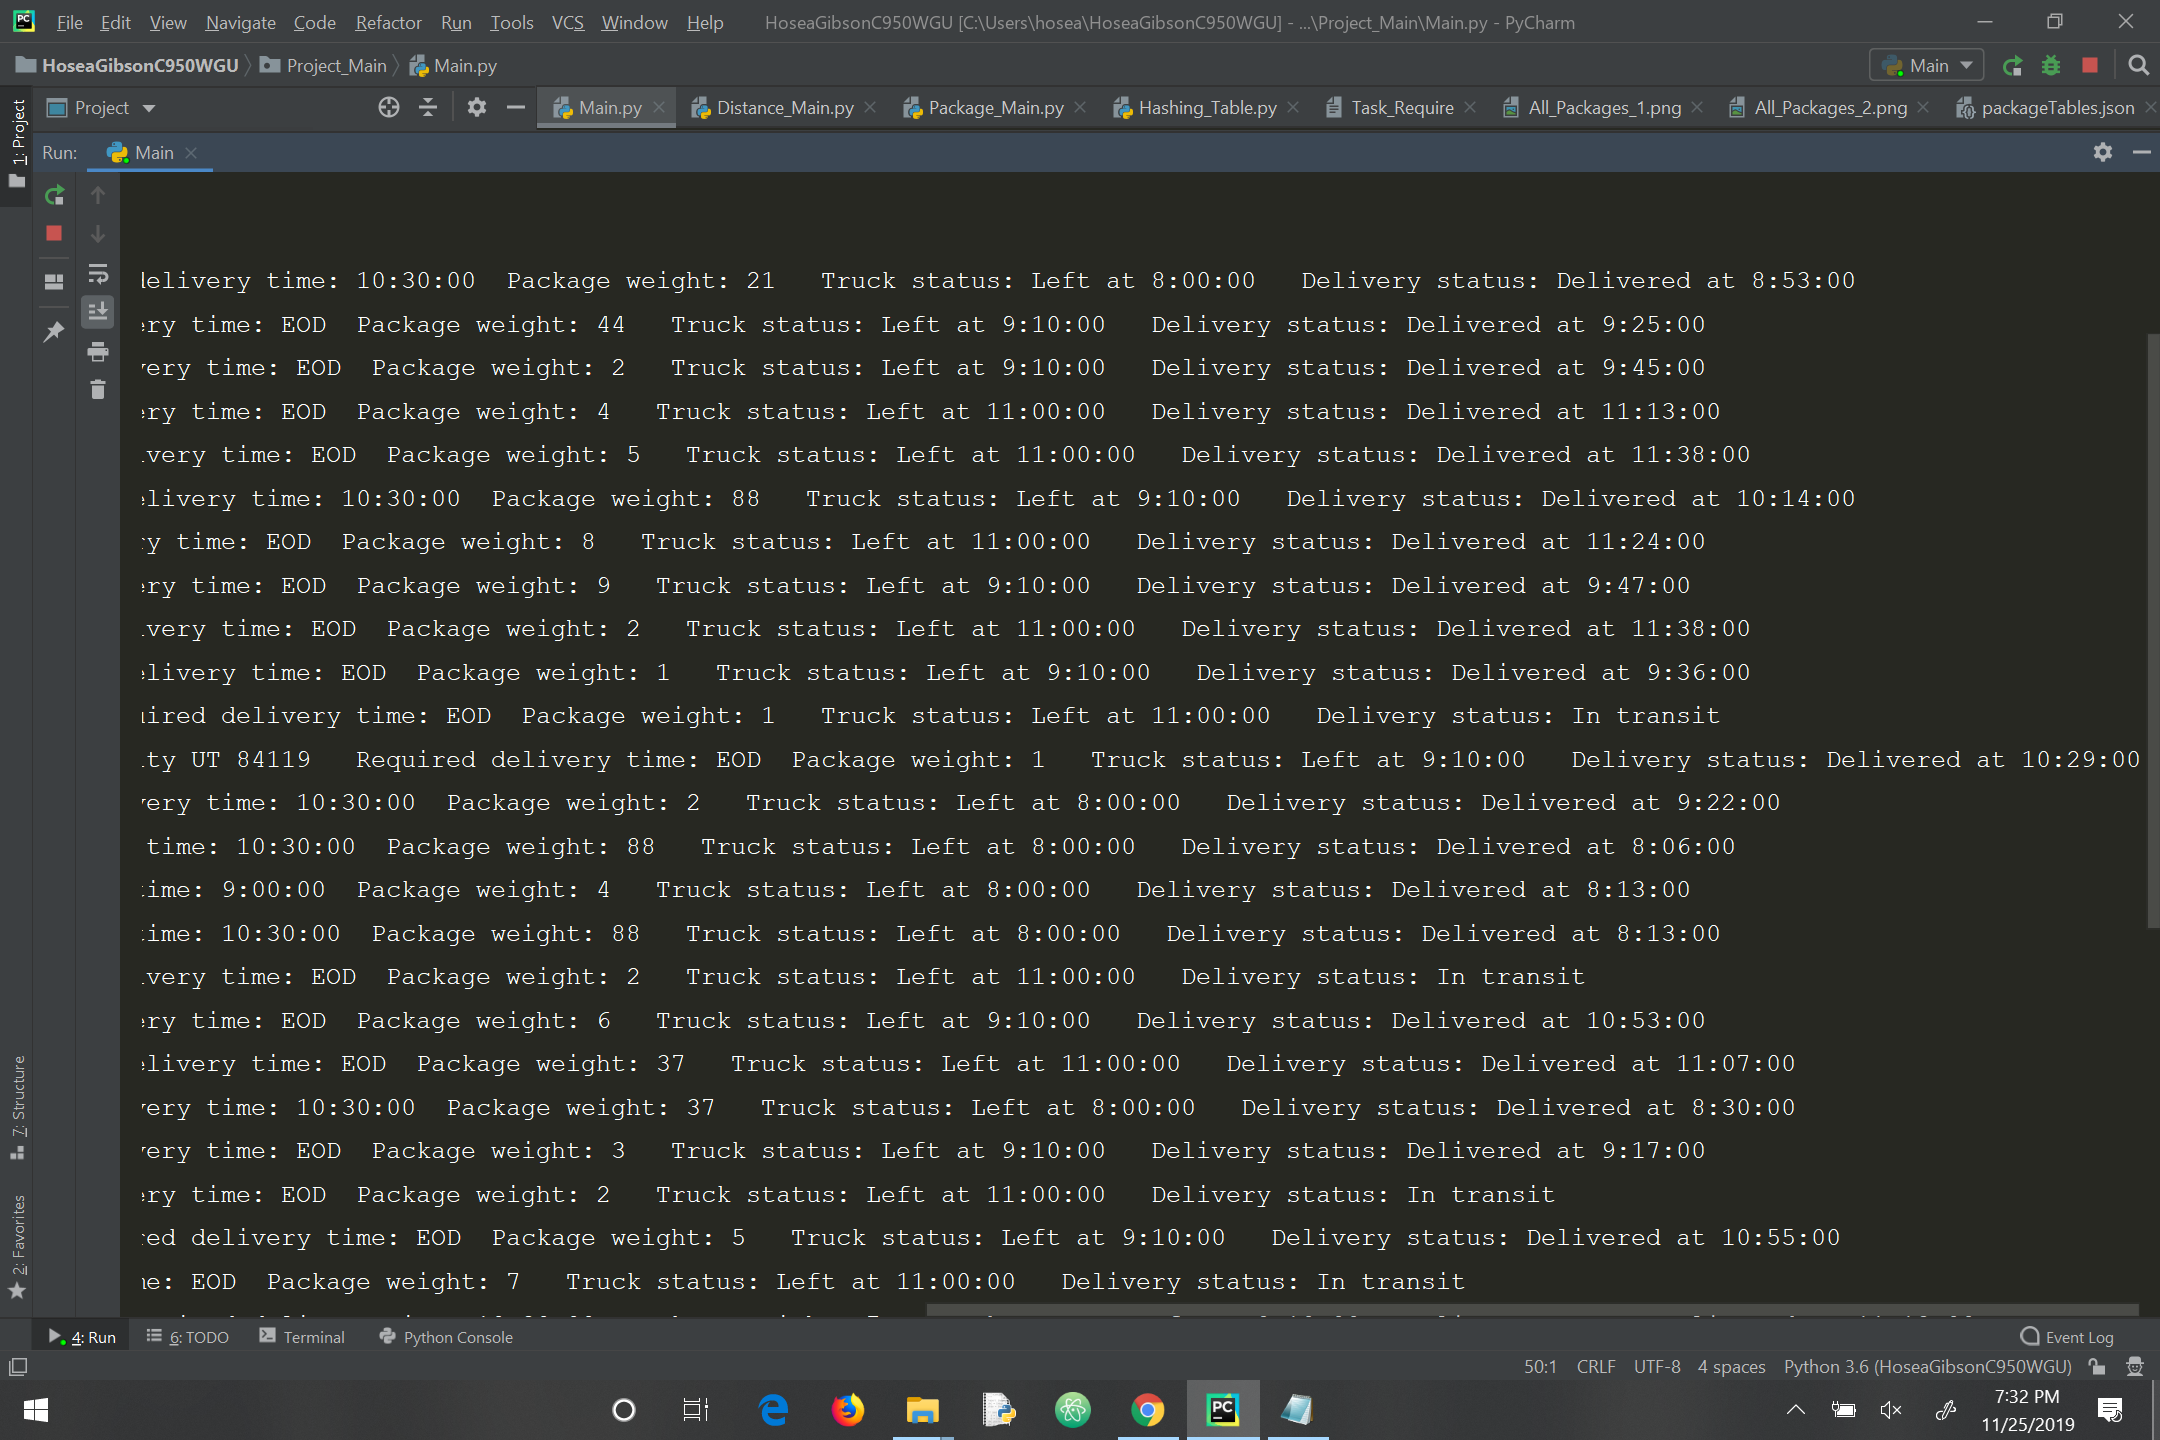 File Edit View Navigate Code Refactor Run Tools VCS Window Help HoseaGibsonC950WGU [C:\Users\hosea\HoseaGibsonC950WGU] - ...\Project_Main\Main.py - PyCharm
HoseaGibsonC950WGU Project_Main Main.py Main
1: Project
Project Main.py Distance_Main.py Package_Main.py Hashing_Table.py Task_Require All_Packages_1.png All_Packages_2.png packageTables.json
Run: Main
delivery time: 10:30:00 Package weight: 21 Truck status: Left at 8:00:00 Delivery status: Delivered at 8:53:00
ery time: EOD Package weight: 44 Truck status: Left at 9:10:00 Delivery status: Delivered at 9:25:00
very time: EOD Package weight: 2 Truck status: Left at 9:10:00 Delivery status: Delivered at 9:45:00
ery time: EOD Package weight: 4 Truck status: Left at 11:00:00 Delivery status: Delivered at 11:13:00
ivery time: EOD Package weight: 5 Truck status: Left at 11:00:00 Delivery status: Delivered at 11:38:00
elivery time: 10:30:00 Package weight: 88 Truck status: Left at 9:10:00 Delivery status: Delivered at 10:14:00
ry time: EOD Package weight: 8 Truck status: Left at 11:00:00 Delivery status: Delivered at 11:24:00
ery time: EOD Package weight: 9 Truck status: Left at 9:10:00 Delivery status: Delivered at 9:47:00
ivery time: EOD Package weight: 2 Truck status: Left at 11:00:00 Delivery status: Delivered at 11:38:00
elivery time: EOD Package weight: 1 Truck status: Left at 9:10:00 Delivery status: Delivered at 9:36:00
uired delivery time: EOD Package weight: 1 Truck status: Left at 11:00:00 Delivery status: In transit
ity UT 84119 Required delivery time: EOD Package weight: 1 Truck status: Left at 9:10:00 Delivery status: Delivered at 10:29:00
very time: 10:30:00 Package weight: 2 Truck status: Left at 8:00:00 Delivery status: Delivered at 9:22:00
time: 10:30:00 Package weight: 88 Truck status: Left at 8:00:00 Delivery status: Delivered at 8:06:00
time: 9:00:00 Package weight: 4 Truck status: Left at 8:00:00 Delivery status: Delivered at 8:13:00
time: 10:30:00 Package weight: 88 Truck status: Left at 8:00:00 Delivery status: Delivered at 8:13:00
ivery time: EOD Package weight: 2 Truck status: Left at 11:00:00 Delivery status: In transit
ery time: EOD Package weight: 6 Truck status: Left at 9:10:00 Delivery status: Delivered at 10:53:00
elivery time: EOD Package weight: 37 Truck status: Left at 11:00:00 Delivery status: Delivered at 11:07:00
very time: 10:30:00 Package weight: 37 Truck status: Left at 8:00:00 Delivery status: Delivered at 8:30:00
very time: EOD Package weight: 3 Truck status: Left at 9:10:00 Delivery status: Delivered at 9:17:00
ery time: EOD Package weight: 2 Truck status: Left at 11:00:00 Delivery status: In transit
red delivery time: EOD Package weight: 5 Truck status: Left at 9:10:00 Delivery status: Delivered at 10:55:00
me: EOD Package weight: 7 Truck status: Left at 11:00:00 Delivery status: In transit
7: Structure
2: Favorites
4: Run 6: TODO Terminal Python Console Event Log
50:1 CRLF UTF-8 4 spaces Python 3.6 (HoseaGibsonC950WGU)
7:32 PM
11/25/2019